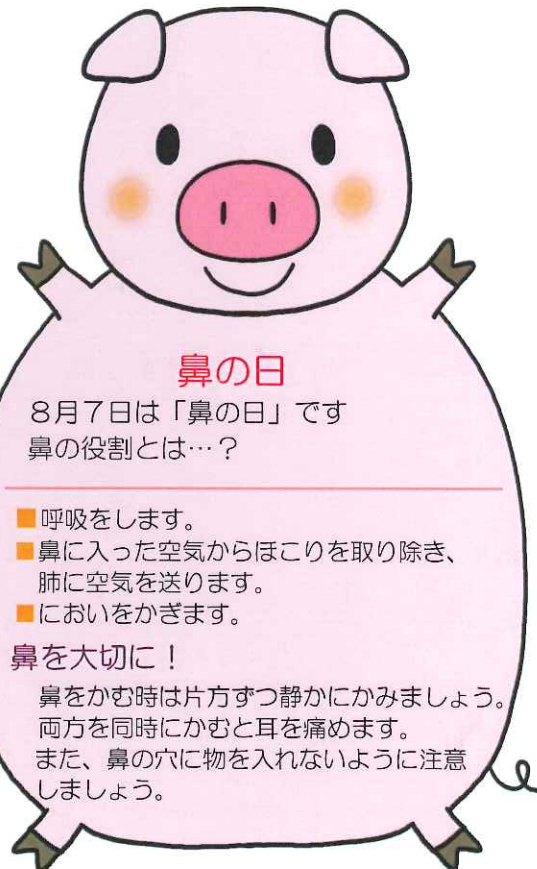 鼻の日
８月７日は「鼻の日」です
鼻の役割とは…？
■呼吸をします。
■鼻に入った空気からほこりを取り除き、
肺に空気を送ります。
■においをかぎます。
鼻を大切に！
鼻をかむ時は片方ずつ静かにかみましょう。
両方を同時にかむと耳を痛めます。
また、鼻の穴に物を入れないように注意
しましょう。